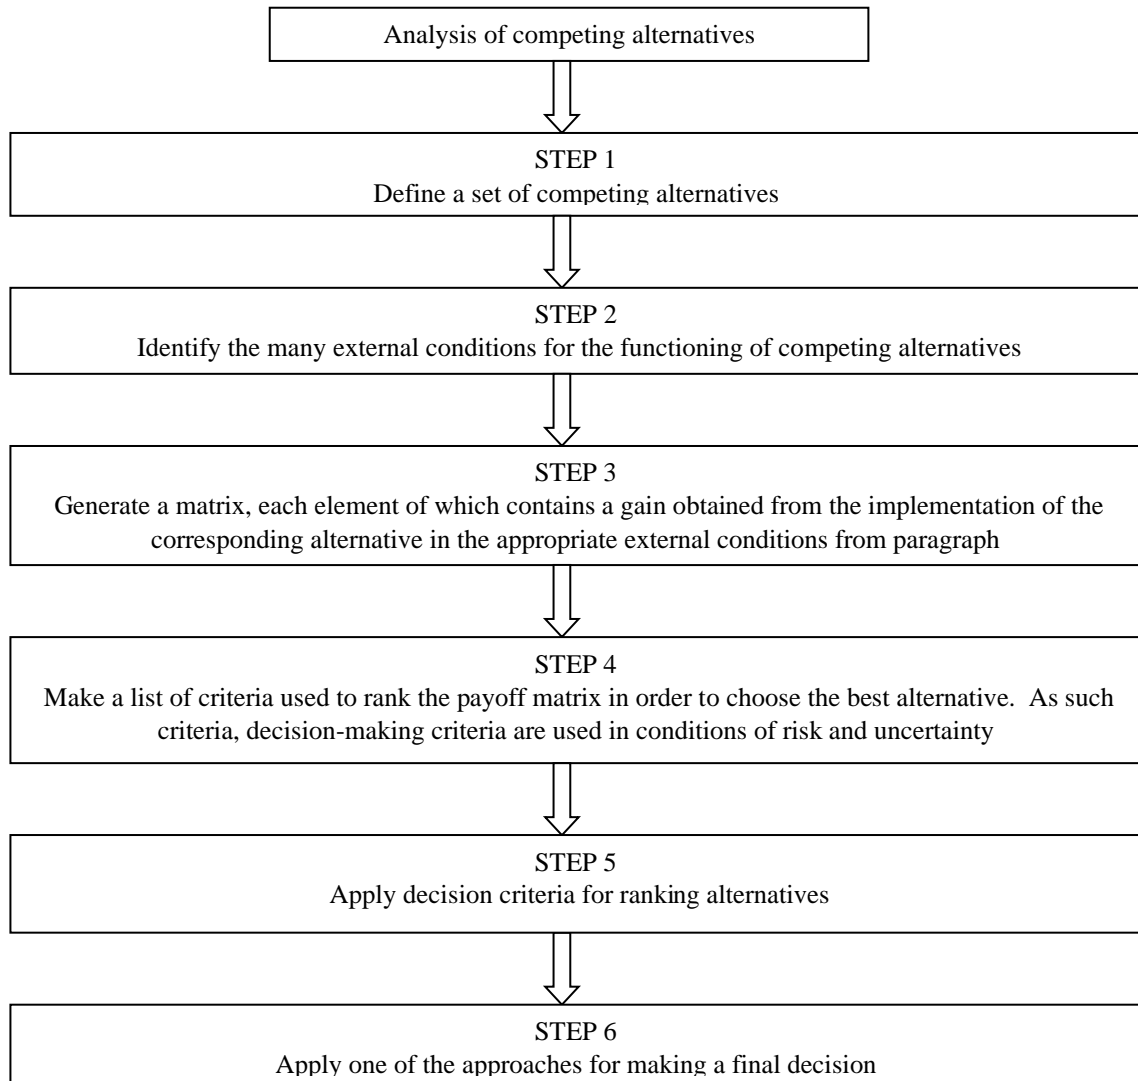 Analysis of competing alternatives
STEP 1
Define a set of competing alternatives
STEP 2
Identify the many external conditions for the functioning of competing alternatives
STEP 3
Generate a matrix, each element of which contains a gain obtained from the implementation of the
corresponding alternative in the appropriate external conditions from paragraph
STEP 4
Make a list of criteria used to rank the payoff matrix in order to choose the best alternative.  As such
criteria, decision-making criteria are used in conditions of risk and uncertainty
STEP 5
Apply decision criteria for ranking alternatives
STEP 6
Apply one of the approaches for making a final decision